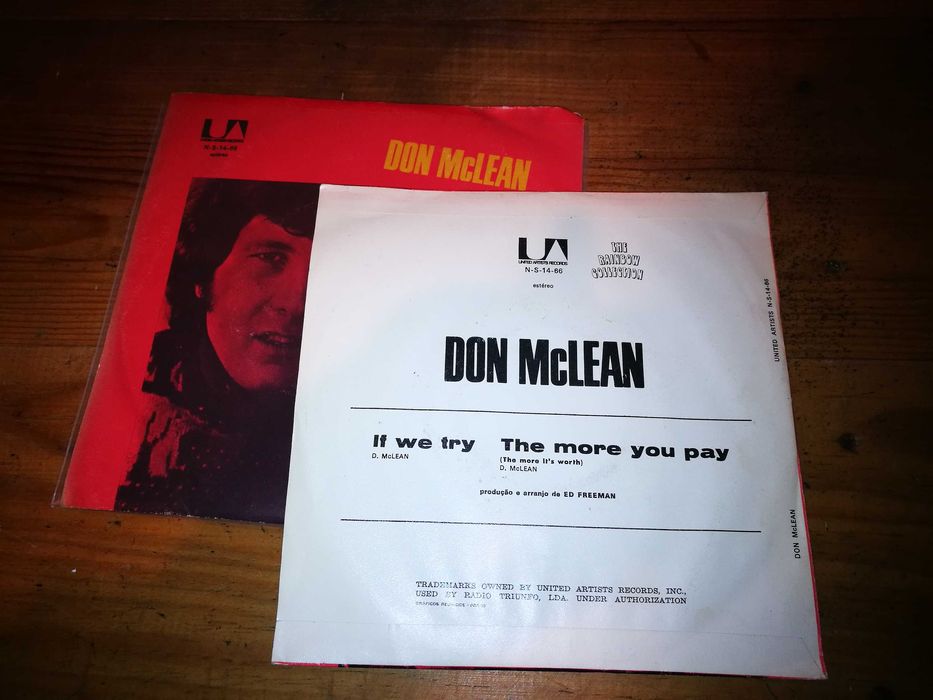 UA
N-S-14-66
estéreo
DON McLEAN
UA
UNITED ARTISTS RECORDS
N-S-14-66
estéreo
THE
RAINBOW
COLLECTION
DON McLEAN
If we try
D. McLEAN
The more you pay
(The more It's worth)
D. McLEAN
produção e arranjo de ED FREEMAN
TRADEMARKS OWNED BY UNITED ARTISTS RECORDS, INC.,
USED BY RADIO TRIUNFO, LDA. UNDER AUTHORIZATION
UNITED ARTISTS N-S-14-66
DON McLEAN